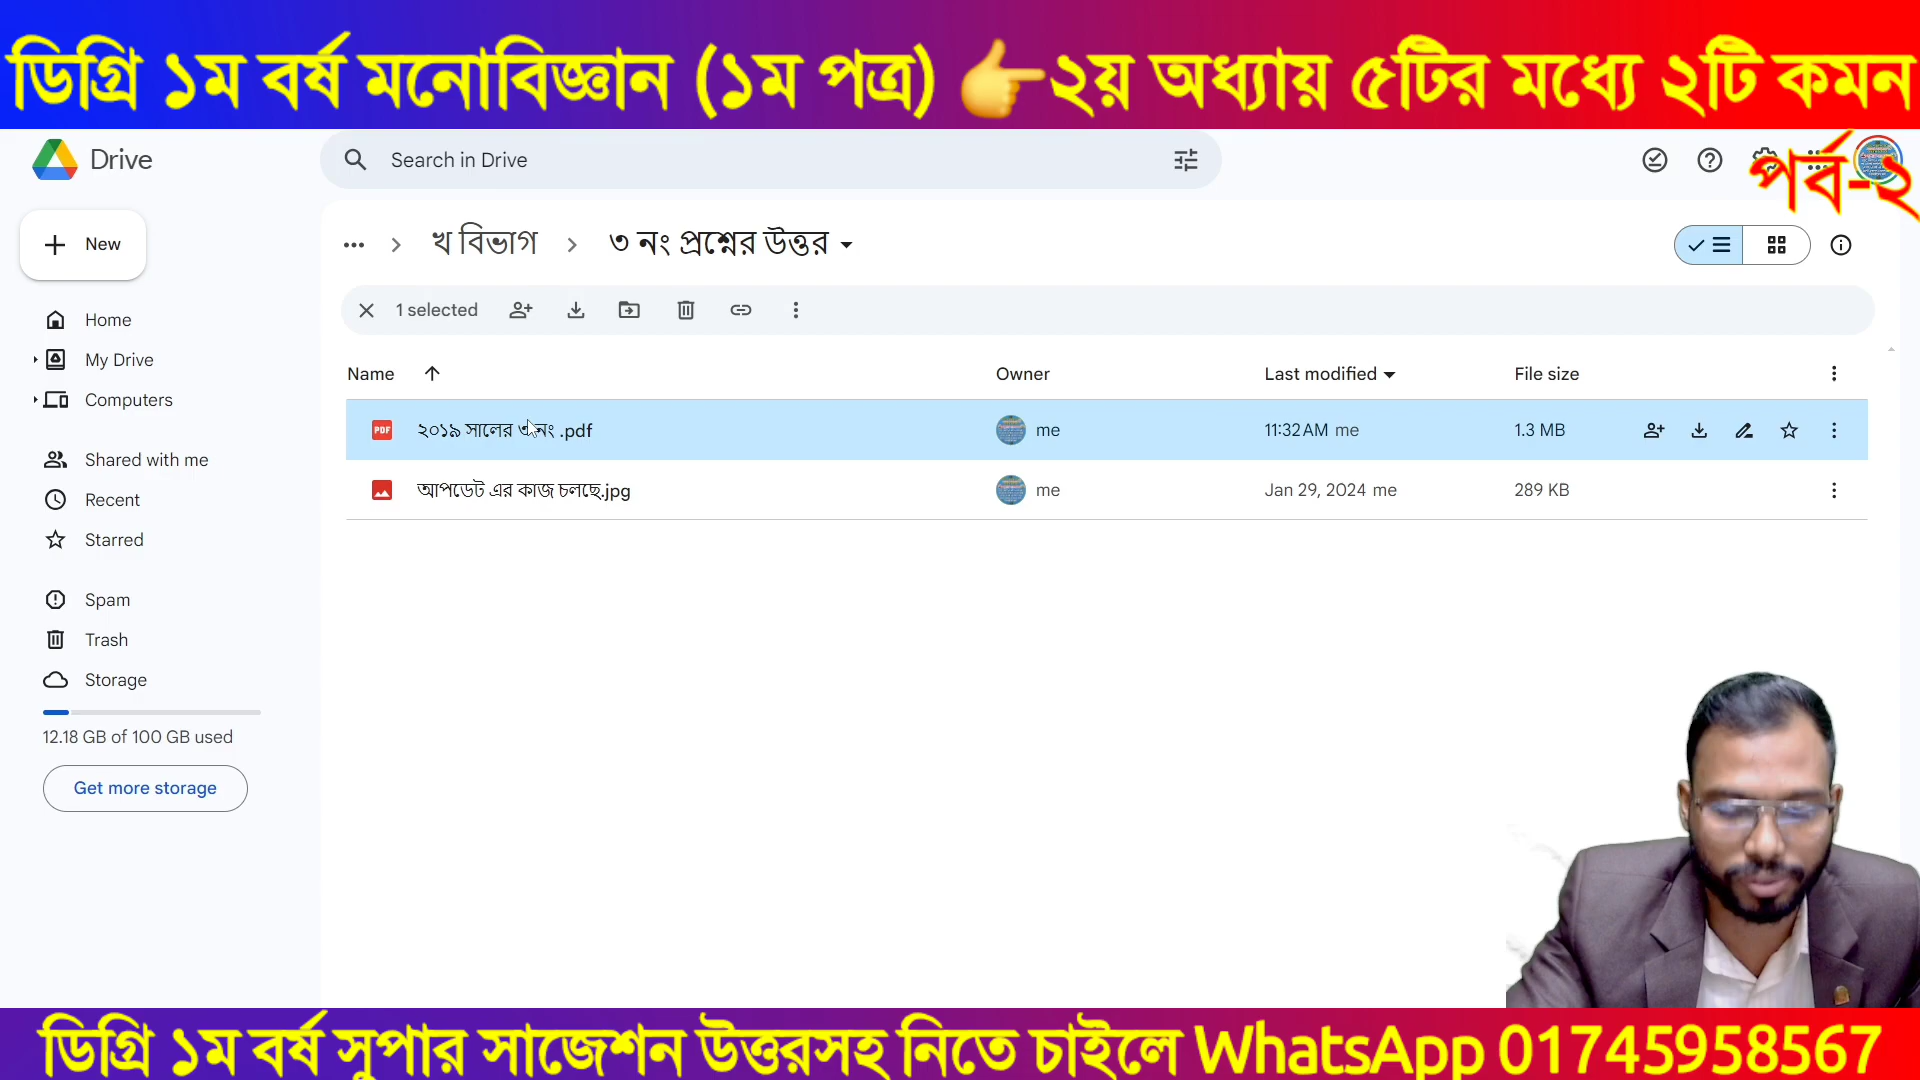 ডিগ্রি ১ম বর্ষ মনোবিজ্ঞান (১ম পত্র) 👉২য় অধ্যায় ৫টির মধ্যে ২টি কমন
পর্ব-২
Drive
Search in Drive
New
খ বিভাগ
৩ নং প্রশ্নের উত্তর
1 selected
Name
Owner
Last modified
File size
PDF ২০১৯ সালের ৩ নং .pdf
me
11:32 AM me
1.3 MB
আপডেট এর কাজ চলছে.jpg
me
Jan 29, 2024 me
289 KB
Home
My Drive
Computers
Shared with me
Recent
Starred
Spam
Trash
Storage
12.18 GB of 100 GB used
Get more storage
ডিগ্রি ১ম বর্ষ সুপার সাজেশন উত্তরসহ নিতে চাইলে WhatsApp 01745958567